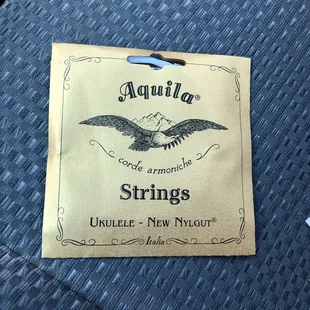 Aquila®
corde armoniche
Strings
UKULELE - NEW NYLGUT®
Italia